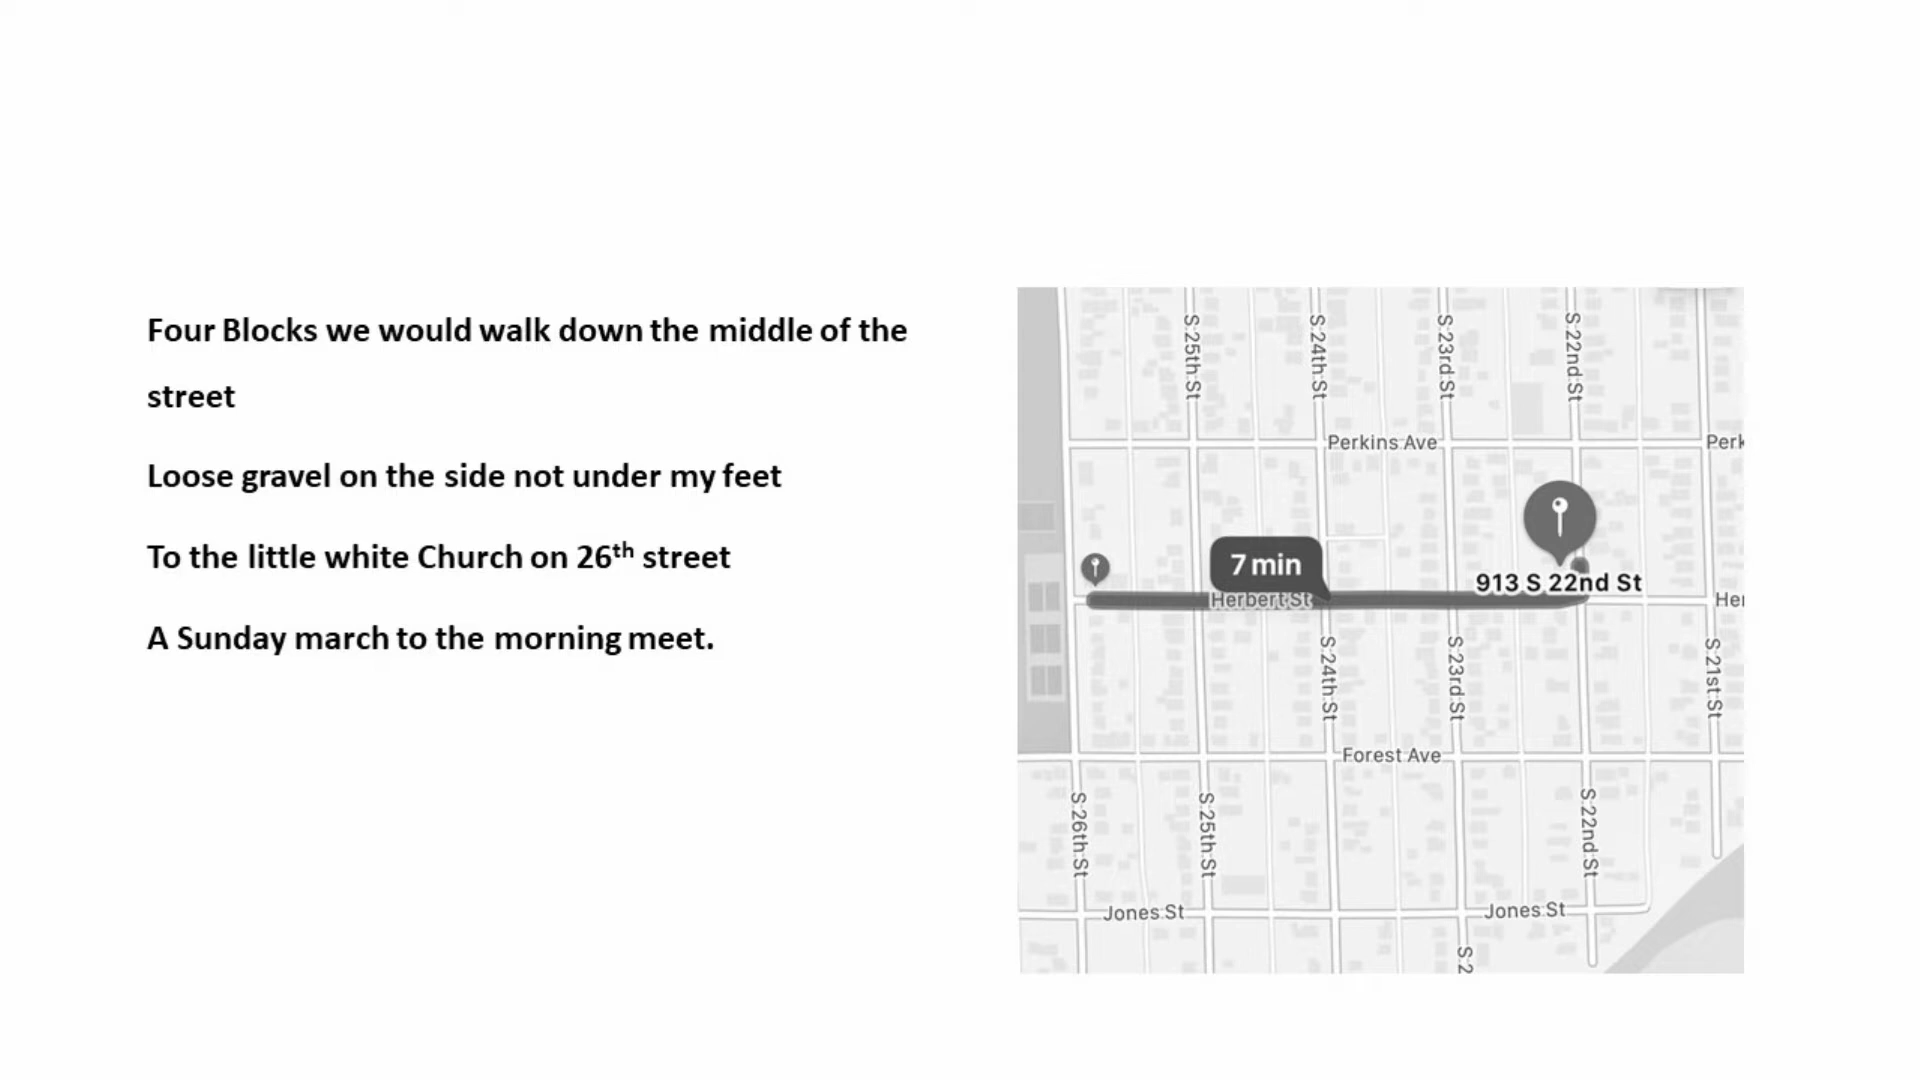 Four Blocks we would walk down the middle of the
street
Loose gravel on the side not under my feet
To the little white Church on 26th street
A Sunday march to the morning meet.
S 25th St
S 24th St
S 23rd St
S 22nd St
Perkins Ave
Perk
7 min
913 S 22nd St
Herbert St
Her
S 24th St
S 23rd St
S 21st St
Forest Ave
S 26th St
S 25th St
S 22nd St
Jones St
Jones St
S 2